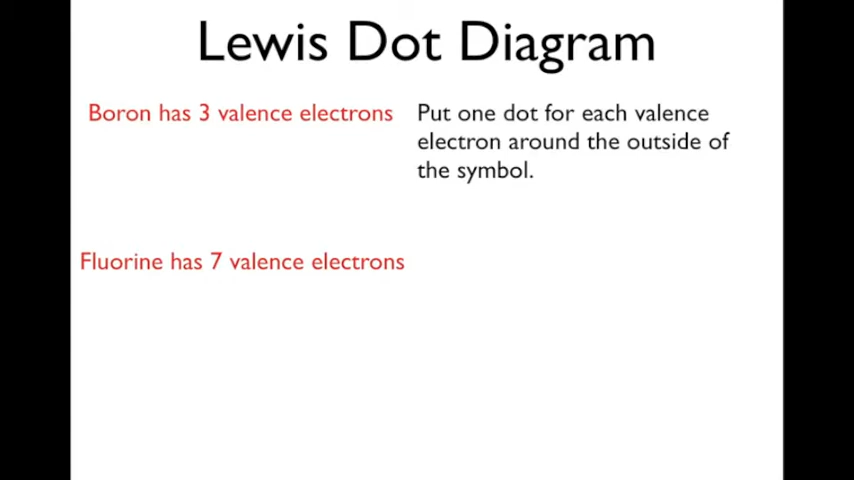 Lewis Dot Diagram
Boron has 3 valence electrons
Put one dot for each valence
electron around the outside of
the symbol.
Fluorine has 7 valence electrons